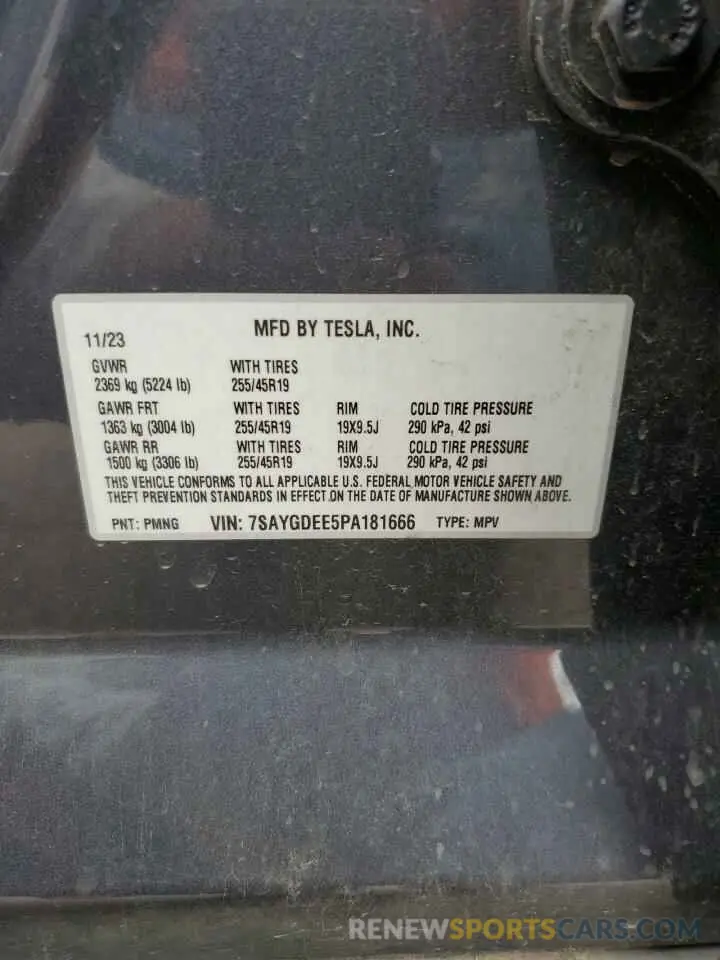 MFD BY TESLA, INC.
11/23
GVWR WITH TIRES
2369 kg (5224 lb) 255/45R19
GAWR FRT WITH TIRES RIM COLD TIRE PRESSURE
1363 kg (3004 lb) 255/45R19 19X9.5J 290 kPa, 42 psi
GAWR RR WITH TIRES RIM COLD TIRE PRESSURE
1500 kg (3306 lb) 255/45R19 19X9.5J 290 kPa, 42 psi
THIS VEHICLE CONFORMS TO ALL APPLICABLE U.S. FEDERAL MOTOR VEHICLE SAFETY AND
THEFT PREVENTION STANDARDS IN EFFECT ON THE DATE OF MANUFACTURE SHOWN ABOVE.
PNT: PMNG VIN: 7SAYGDEE5PA181666 TYPE: MPV
RENEWSPORTSCARS.COM